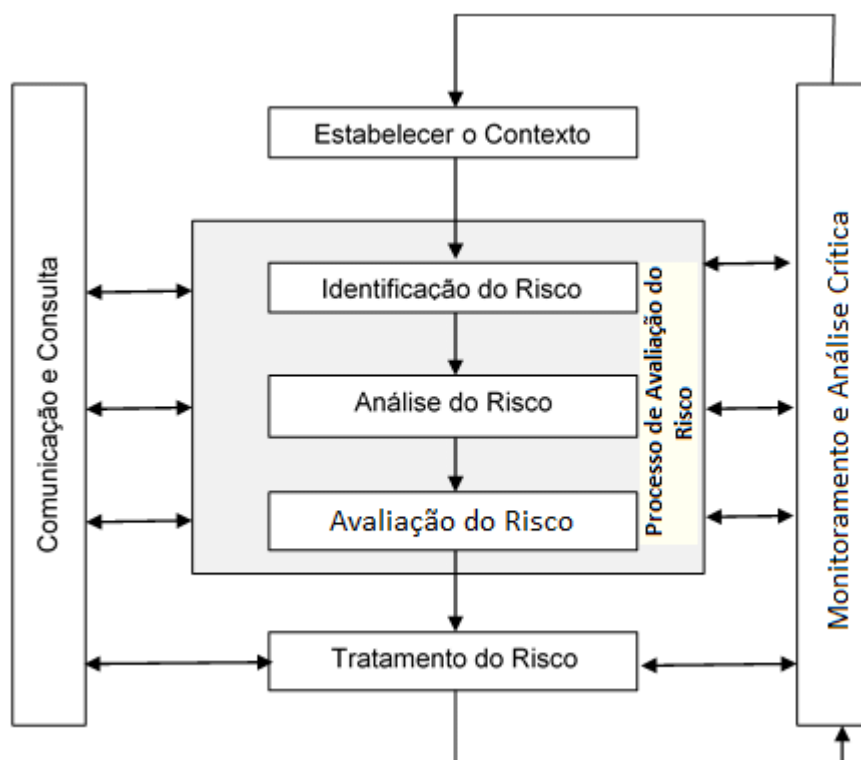 Estabelecer o Contexto
Comunicação e Consulta
Identificação do Risco
Análise do Risco
Avaliação do Risco
Processo de Avaliação do
Risco
Tratamento do Risco
Monitoramento e Análise Crítica